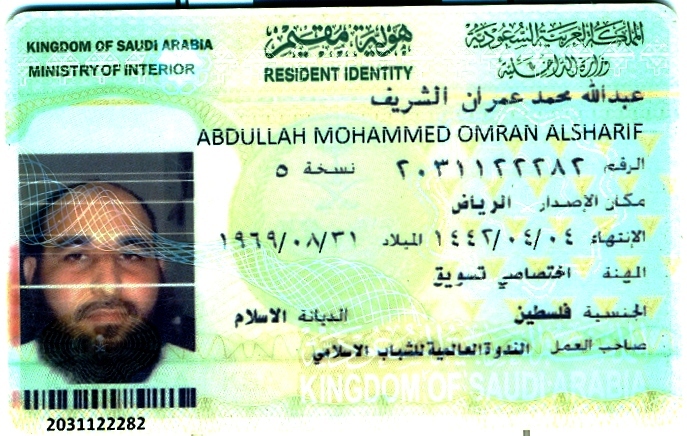 KINGDOM OF SAUDI ARABIA
MINISTRY OF INTERIOR
هوية مقيم
RESIDENT IDENTITY
المملكة العربية السعودية
وزارة الداخلية
عبدالله محمد عمران الشريف
ABDULLAH MOHAMMED OMRAN ALSHARIF
الرقم ٢٠٣١١٢٢٢٨٢ نسخة ٥
مكان الإصدار الرياض
الإنتهاء ١٤٤٢/٠٤/٠٤ الميلاد ١٩٦٩/٠٨/٣١
المهنة اختصاصي تسويق
الجنسية فلسطين الديانة الاسلام
صاحب العمل الندوة العالمية للشباب الاسلامي
KINGDOM OF SAUDI ARABIA
2031122282